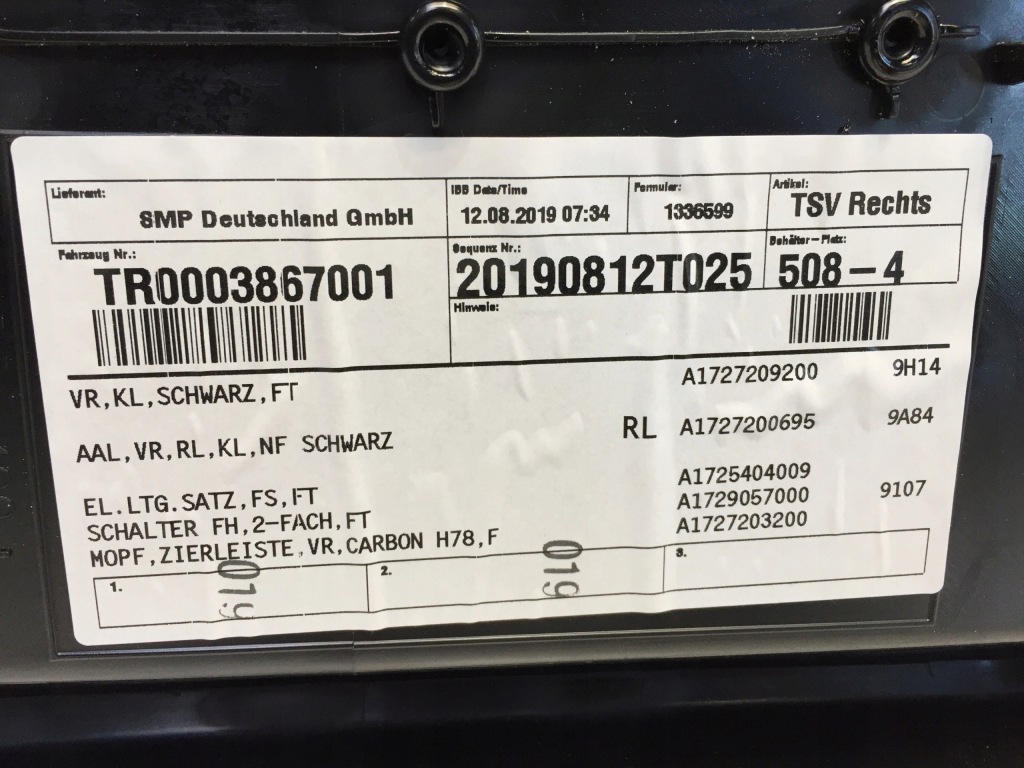 Lieferant:
SMP Deutschland GmbH
IBB Date/Time
12.08.2019 07:34
Formular:
1336599
Artikel:
TSV Rechts
Fahrzeug Nr.:
TR0003867001
Sequenz Nr.:
20190812T025
Behälter-Platz:
508-4
Hinweis:
VR,KL,SCHWARZ,FT A1727209200 9H14
AAL,VR,RL,KL,NF SCHWARZ RL A1727200695 9A84
EL.LTG.SATZ,FS,FT A1725404009
SCHALTER FH,2-FACH,FT A1729057000 9107
MOPF,ZIERLEISTE,VR,CARBON H78,F A1727203200
1. 019
2. 019
3.